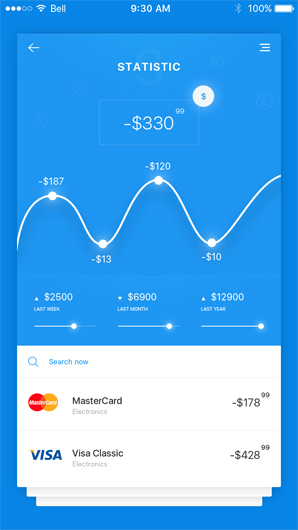 Bell 9:30 AM 100%
STATISTIC
$
-$330 99
-$120
-$187
-$13
-$10
$2500 $6900 $12900
LAST WEEK LAST MONTH LAST YEAR
Search now
MasterCard MasterCard -$178 99
Electronics
VISA Visa Classic -$428 99
Electronics